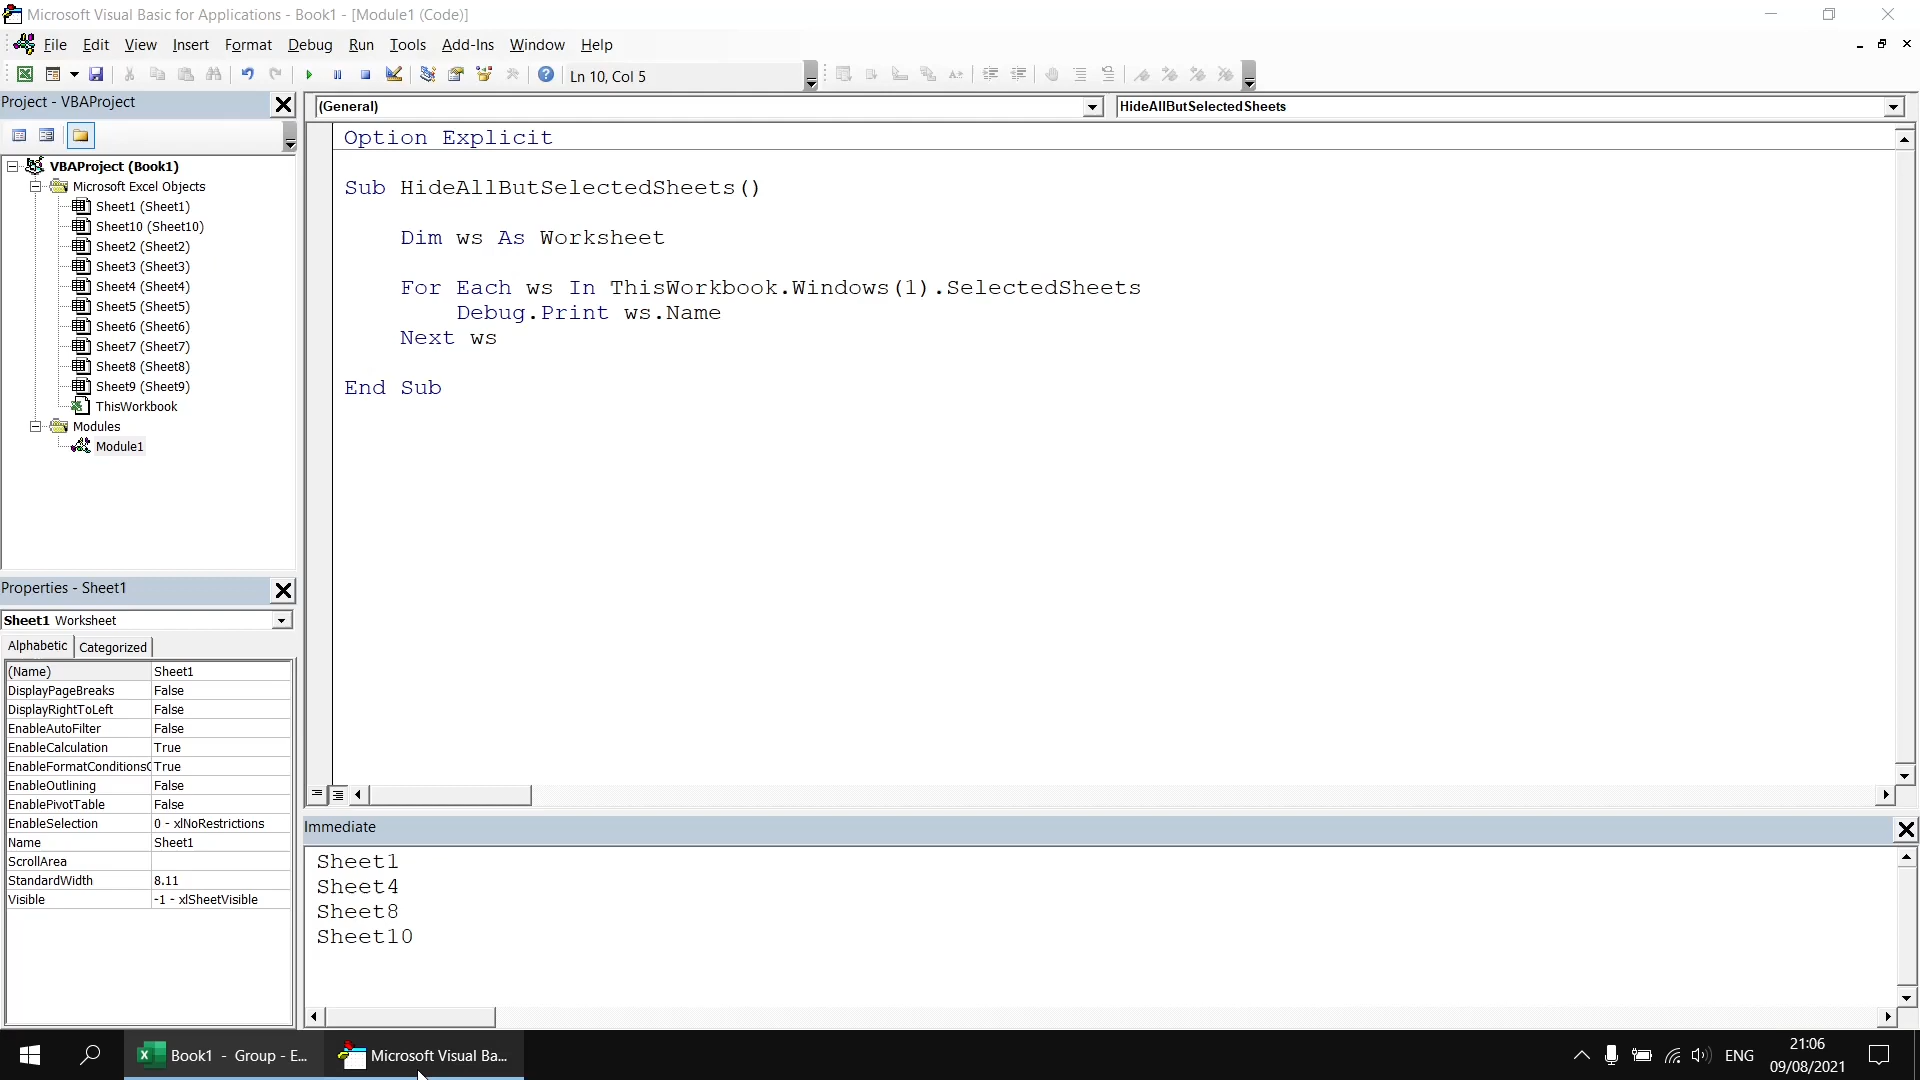 Microsoft Visual Basic for Applications - Book1 - [Module1 (Code)]
File Edit View Insert Format Debug Run Tools Add-Ins Window Help
Ln 10, Col 5
Project - VBAProject
VBAProject (Book1)
Microsoft Excel Objects
Sheet1 (Sheet1)
Sheet10 (Sheet10)
Sheet2 (Sheet2)
Sheet3 (Sheet3)
Sheet4 (Sheet4)
Sheet5 (Sheet5)
Sheet6 (Sheet6)
Sheet7 (Sheet7)
Sheet8 (Sheet8)
Sheet9 (Sheet9)
ThisWorkbook
Modules
Module1
Properties - Sheet1
Sheet1 Worksheet
Alphabetic Categorized
(Name) Sheet1
DisplayPageBreaks False
DisplayRightToLeft False
EnableAutoFilter False
EnableCalculation True
EnableFormatConditionsC True
EnableOutlining False
EnablePivotTable False
EnableSelection 0 - xlNoRestrictions
Name Sheet1
ScrollArea
StandardWidth 8.11
Visible -1 - xlSheetVisible
(General) HideAllButSelectedSheets
Option Explicit
Sub HideAllButSelectedSheets()
Dim ws As Worksheet
For Each ws In ThisWorkbook.Windows(1).SelectedSheets
Debug.Print ws.Name
Next ws
End Sub
Immediate
Sheet1
Sheet4
Sheet8
Sheet10
Book1 - Group - E...
Microsoft Visual Ba...
ENG
21:06
09/08/2021